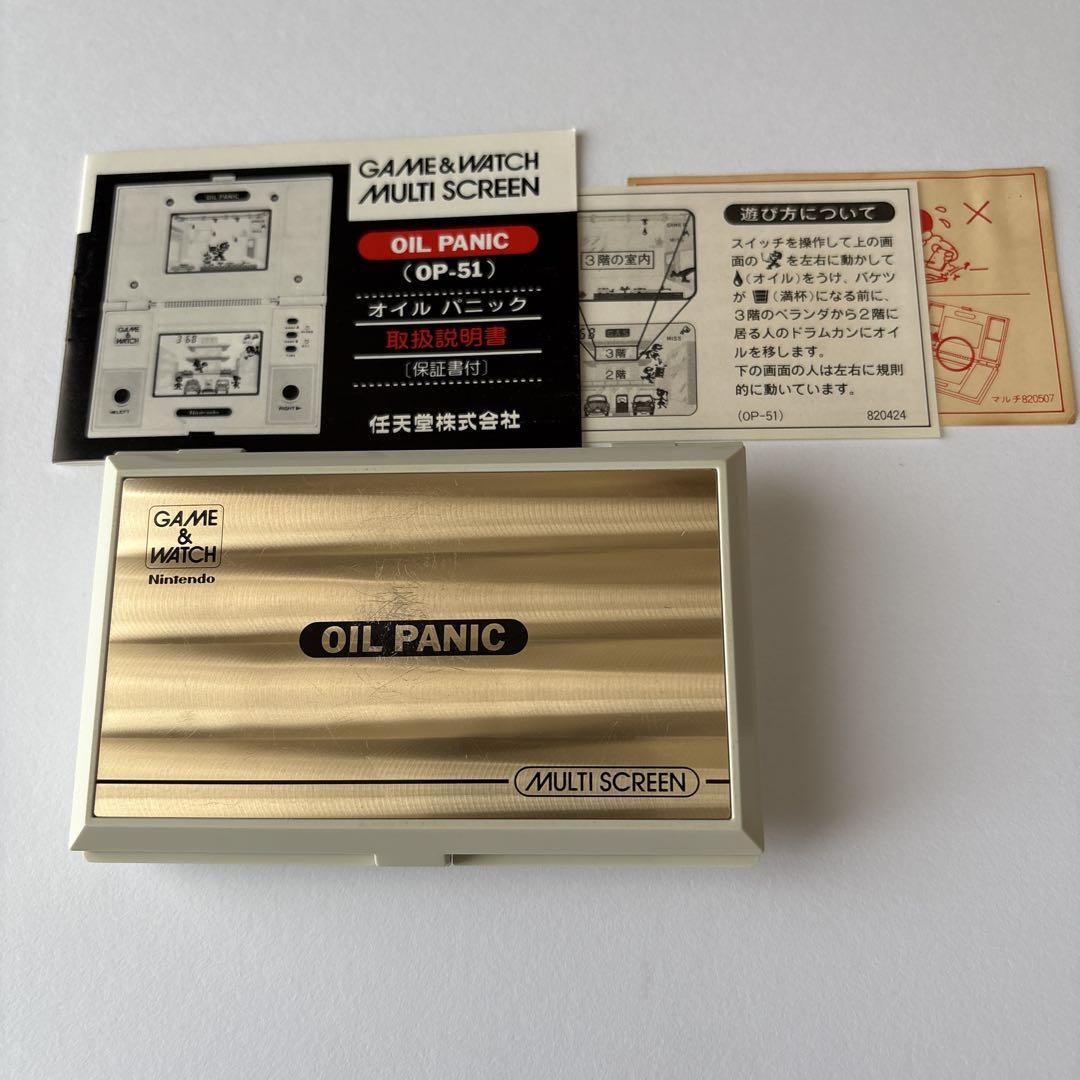 GAME & WATCH
MULTI SCREEN
OIL PANIC
(OP-51)
オイル パニック
取扱説明書
〔保証書付〕
任天堂株式会社
OIL PANIC
GAME
&
WATCH
368
◀LEFT
RIGHT▶
Nintendo
3階の室内
GAS
MISS
3階
2階
遊び方について
スイッチを操作して上の画
面の を左右に動かして
(オイル)をうけ、バケツ
が (満杯)になる前に、
3階のベランダから2階に
居る人のドラムカンにオイ
ルを移します。
下の画面の人は左右に規則
的に動いています。
(OP-51)
820424
マルチ820507
GAME
&
WATCH
Nintendo
OIL PANIC
MULTI SCREEN